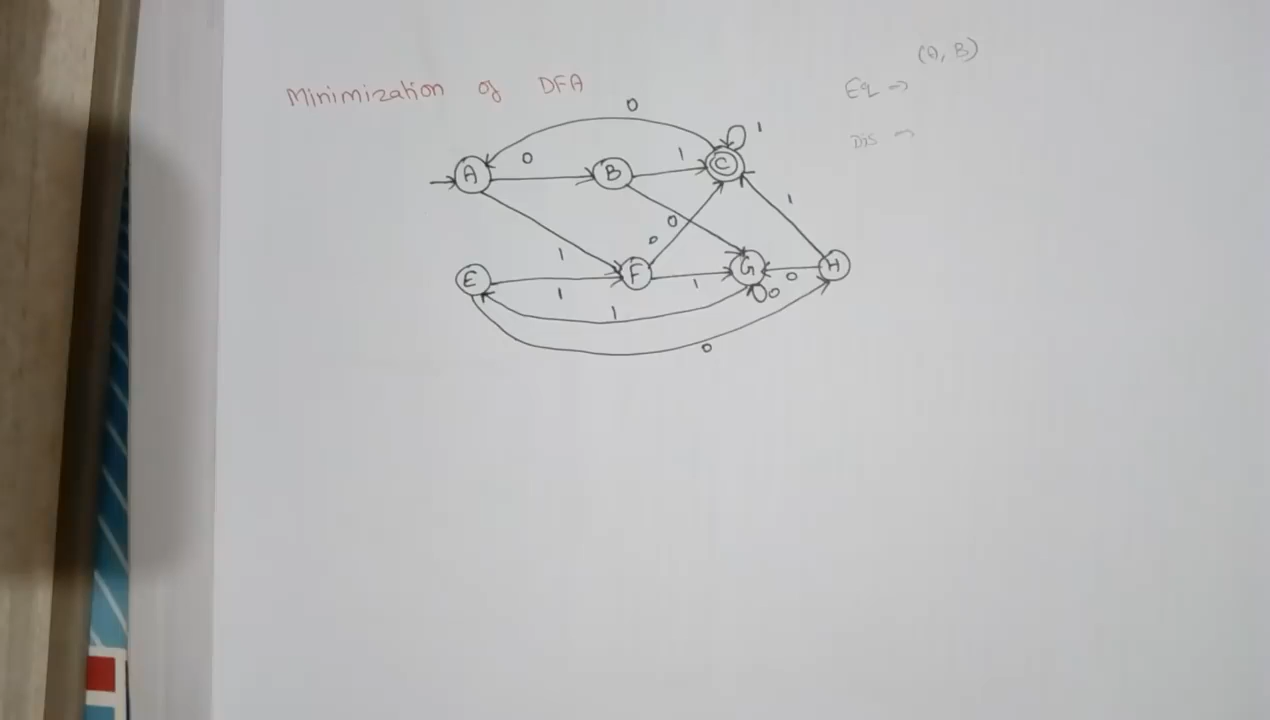 (A, B)
Minimization of DFA
Eq →
Dis →
0
1
A
0
B
1
C
1
0
0
1
E
1
F
1
G
0
0
H
1
0